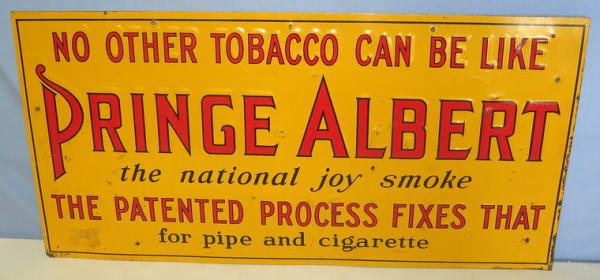 NO OTHER TOBACCO CAN BE LIKE
PRINGE ALBERT
the national joy smoke
THE PATENTED PROCESS FIXES THAT
for pipe and cigarette